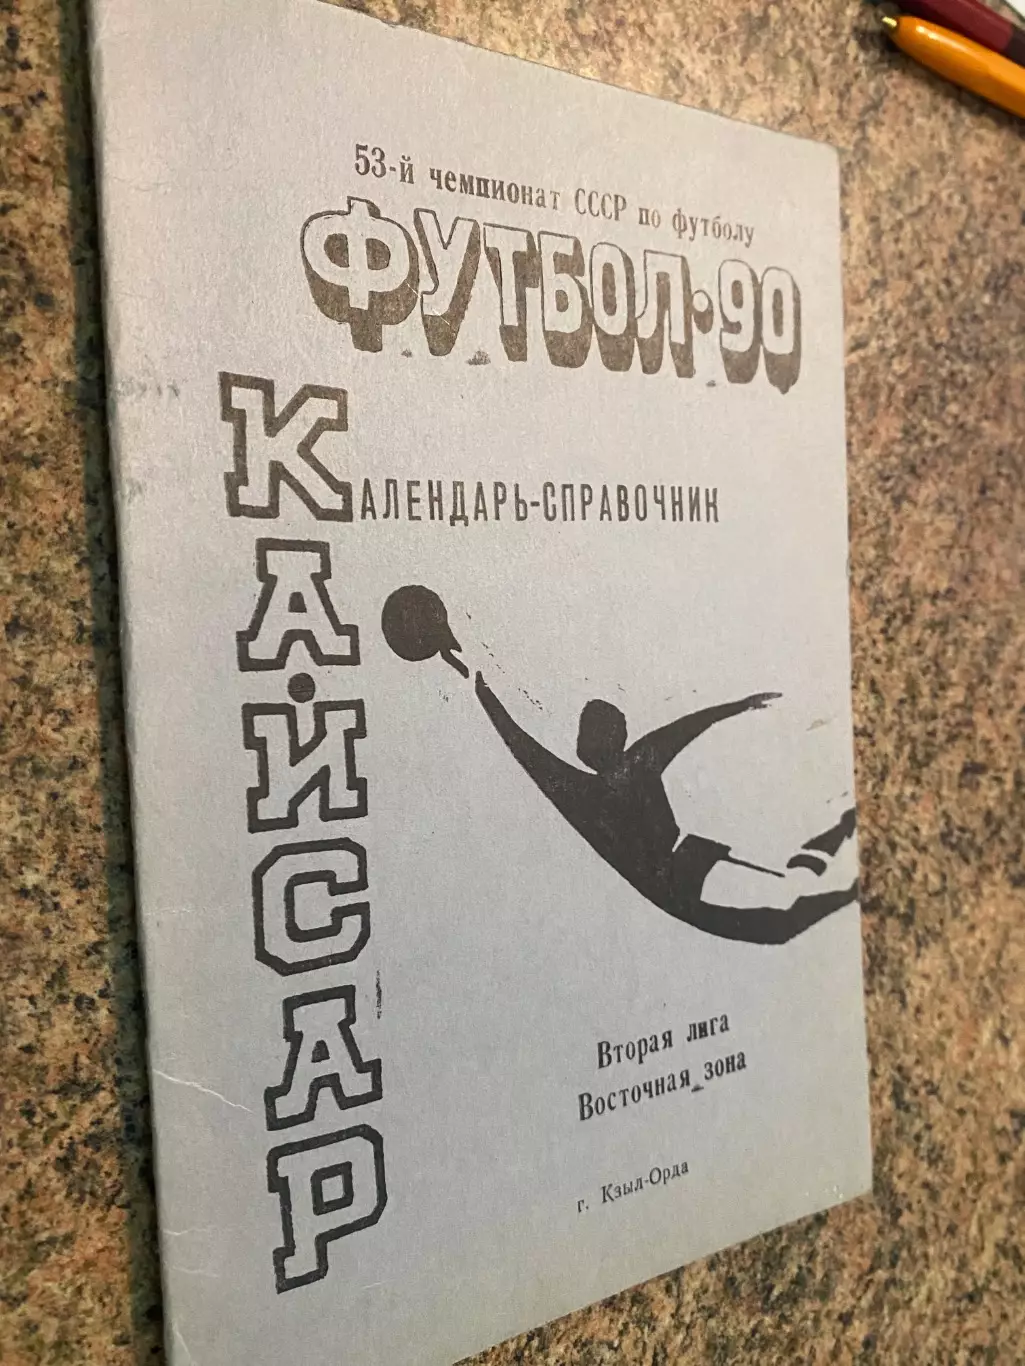 53-й чемпионат СССР по футболу
ФУТБОЛ·90
КАЛЕНДАРЬ-СПРАВОЧНИК
КАЙСАР
Вторая лига
Восточная зона
г. Кзыл-Орда